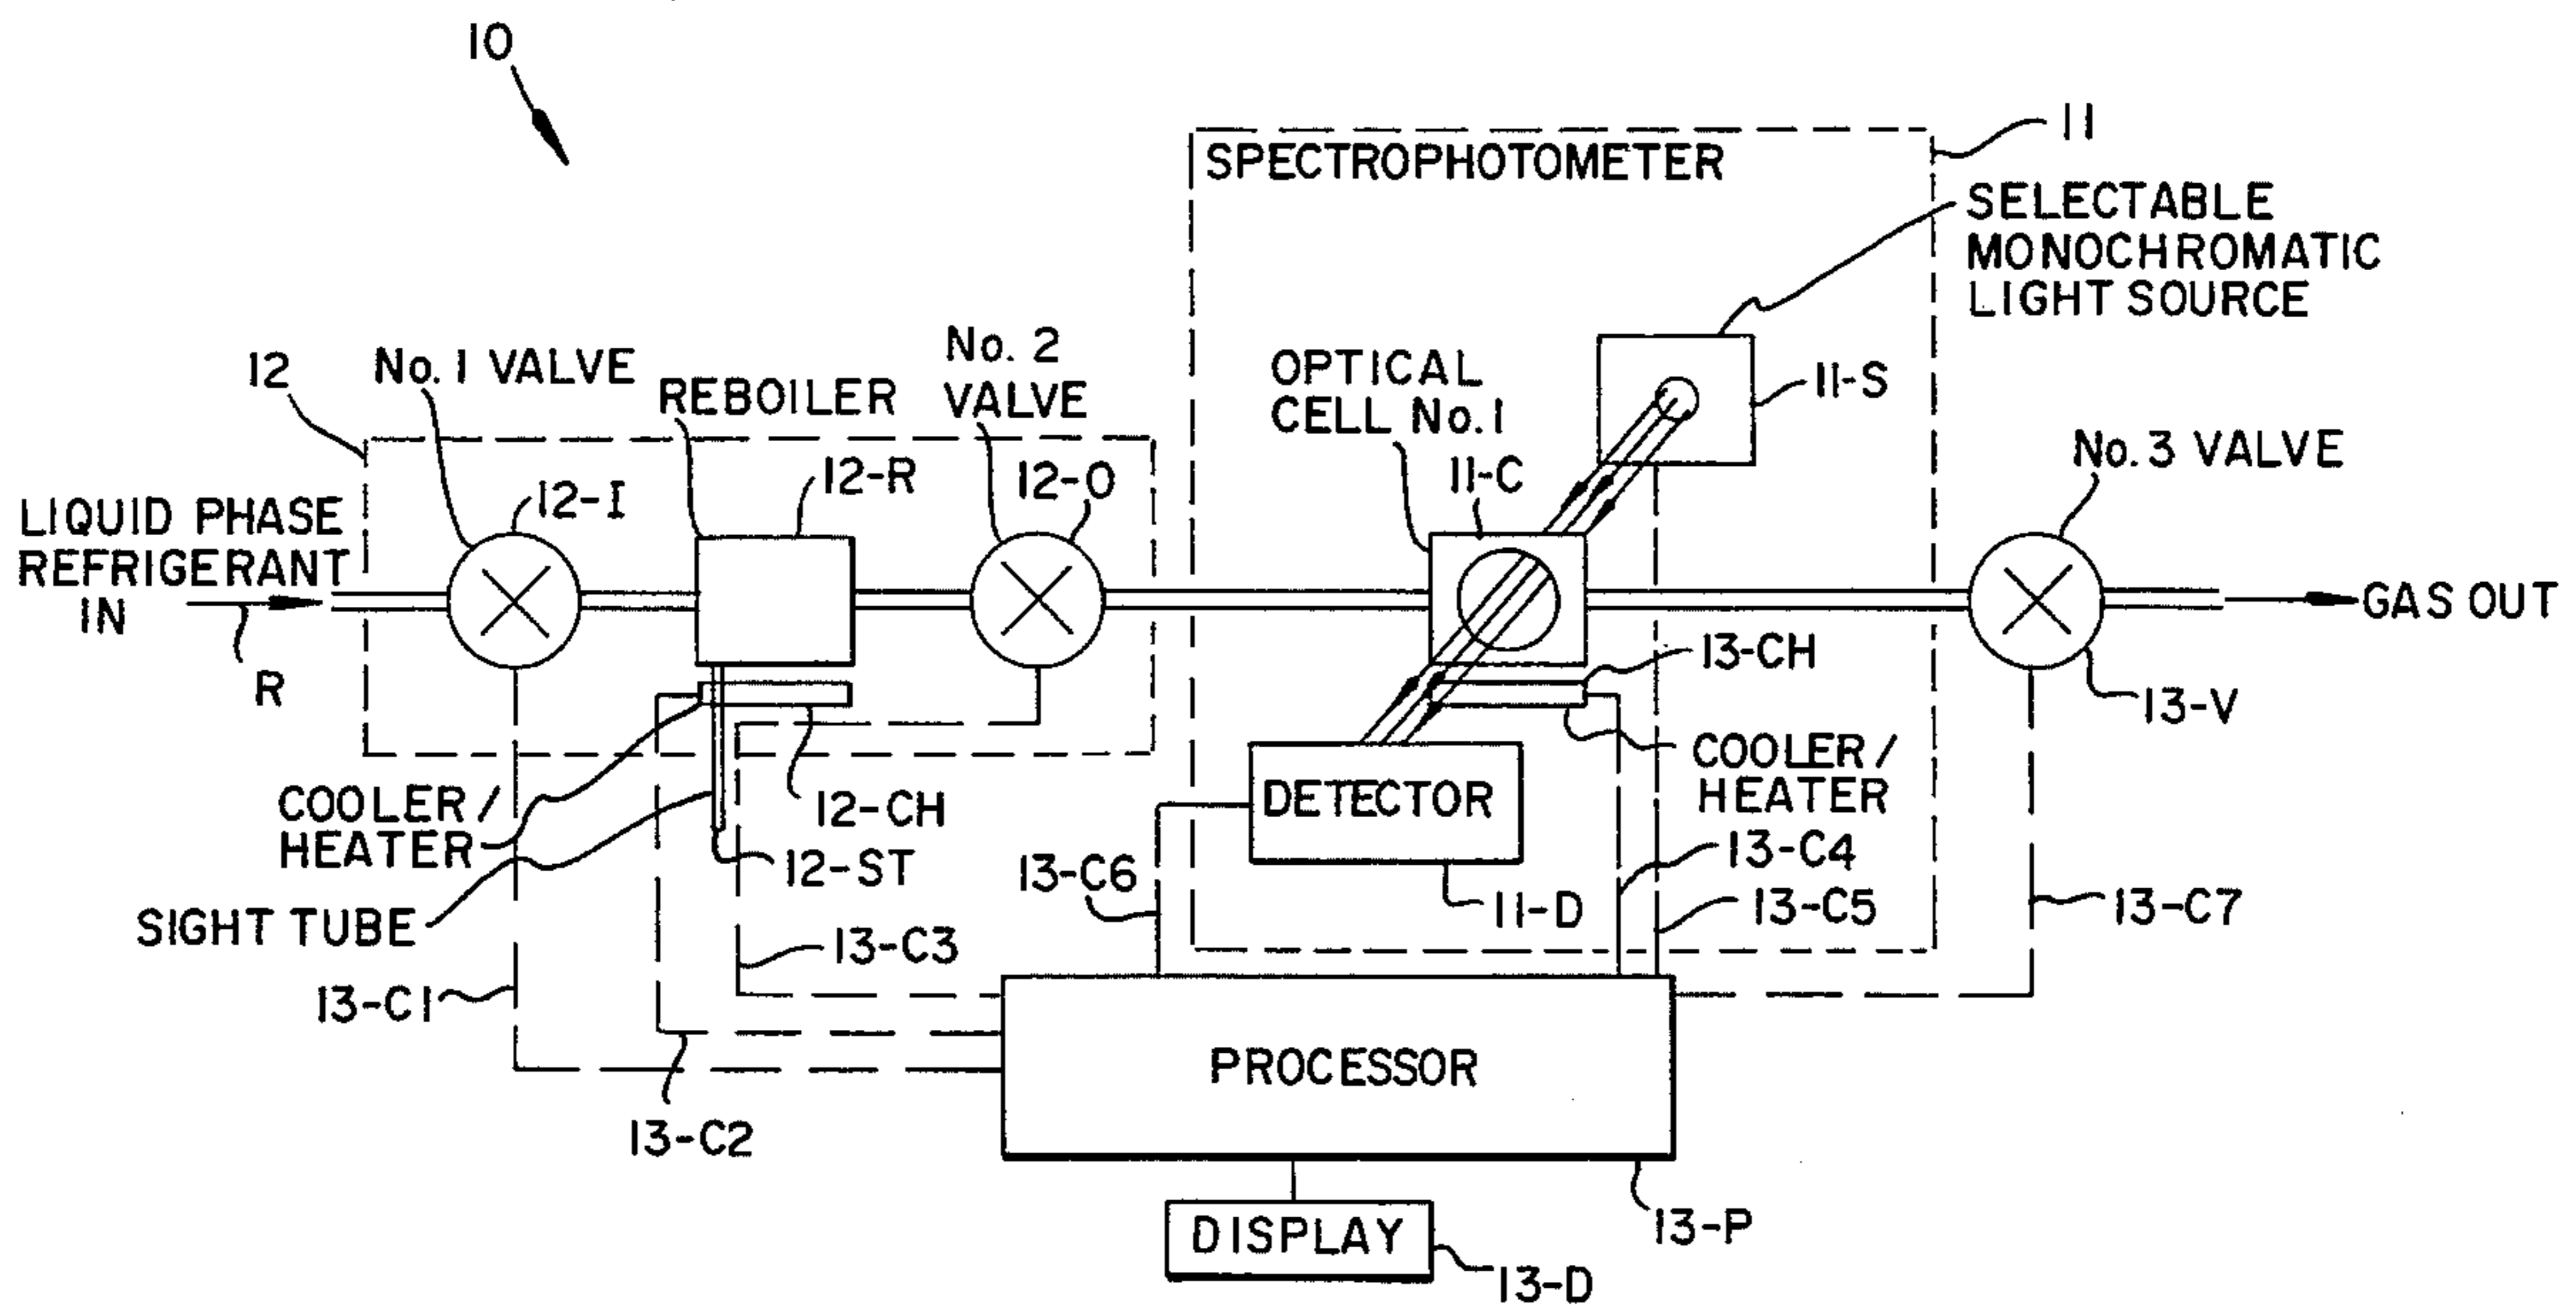 10
11
SPECTROPHOTOMETER
SELECTABLE
MONOCHROMATIC
LIGHT SOURCE
12
No. 1 VALVE
REBOILER
No. 2
VALVE
OPTICAL
CELL No. 1
11-S
No. 3 VALVE
12-I
12-R
12-O
11-C
LIQUID PHASE
REFRIGERANT
IN
R
GAS OUT
13-CH
13-V
COOLER/
HEATER
12-CH
12-ST
SIGHT TUBE
DETECTOR
COOLER/
HEATER
13-C4
13-C6
11-D
13-C5
13-C7
13-C3
13-C1
13-C2
PROCESSOR
13-P
DISPLAY
13-D